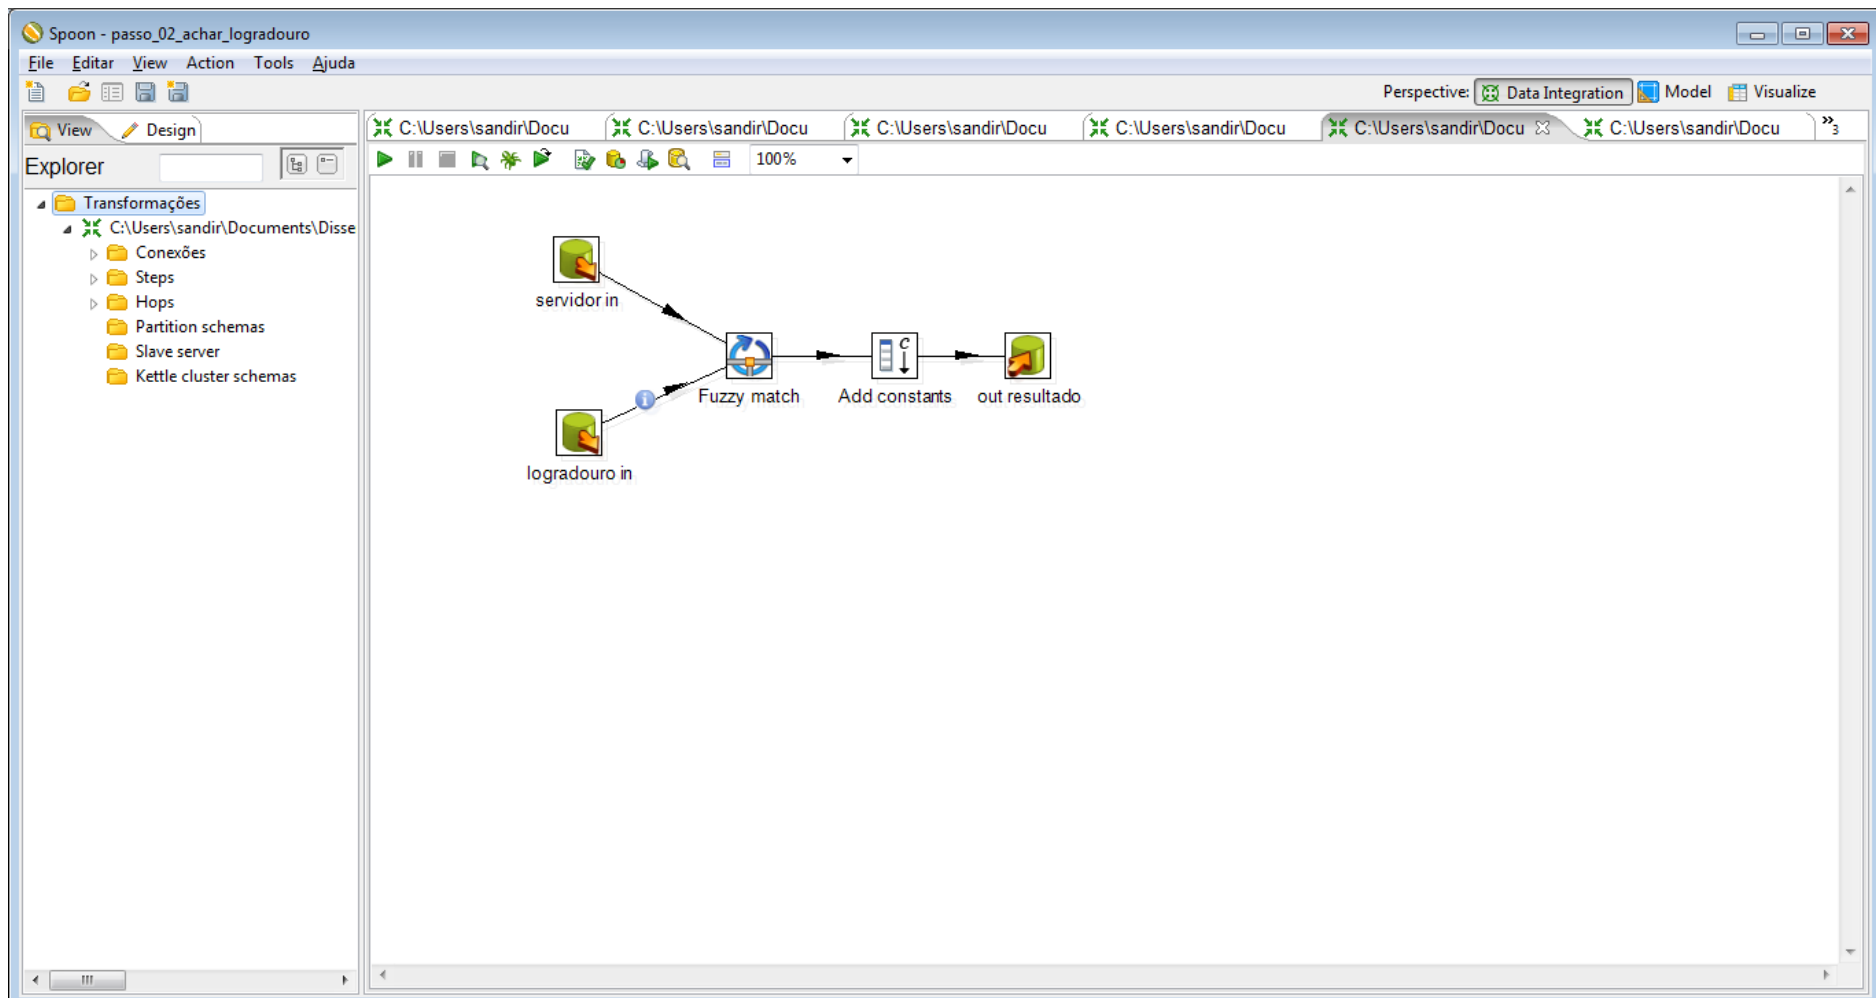 Spoon - passo_02_achar_logradouro
File Editar View Action Tools Ajuda
Perspective: Data Integration Model Visualize
View Design
C:\Users\sandir\Docu C:\Users\sandir\Docu C:\Users\sandir\Docu C:\Users\sandir\Docu C:\Users\sandir\Docu C:\Users\sandir\Docu »3
Explorer
100%
Transformações
C:\Users\sandir\Documents\Disse
Conexões
Steps
Hops
Partition schemas
Slave server
Kettle cluster schemas
servidor in
Fuzzy match
Add constants
out resultado
logradouro in